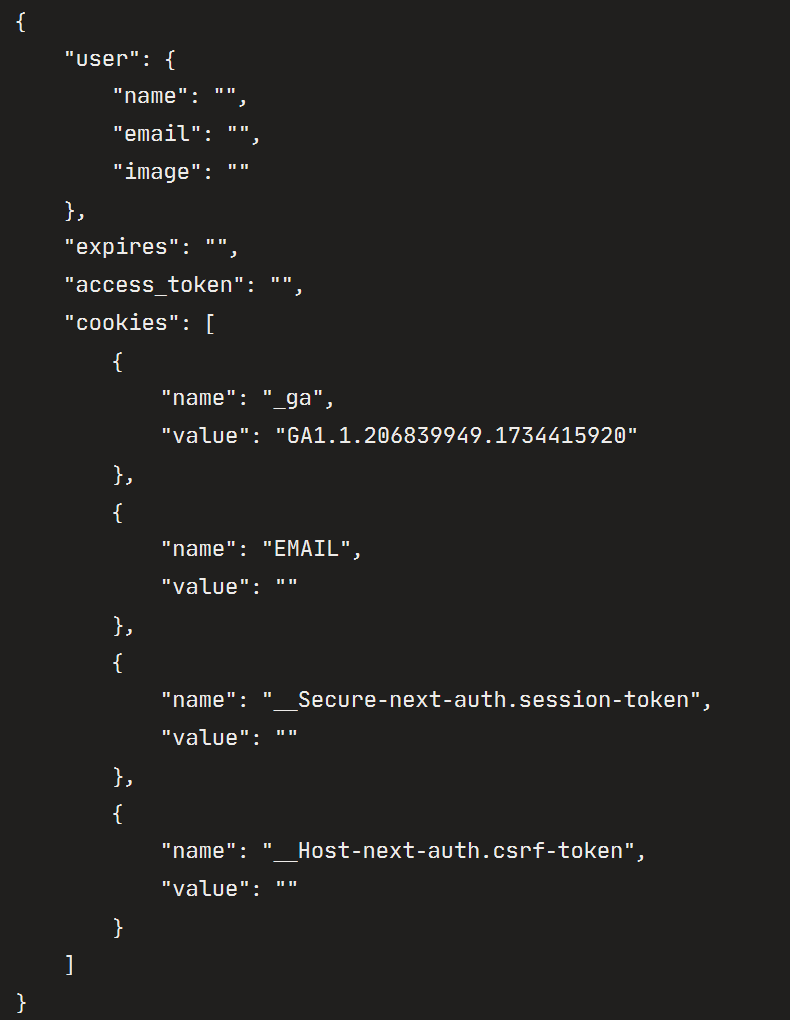 {
    "user": {
        "name": "",
        "email": "",
        "image": ""
    },
    "expires": "",
    "access_token": "",
    "cookies": [
        {
            "name": "_ga",
            "value": "GA1.1.206839949.1734415920"
        },
        {
            "name": "EMAIL",
            "value": ""
        },
        {
            "name": "__Secure-next-auth.session-token",
            "value": ""
        },
        {
            "name": "__Host-next-auth.csrf-token",
            "value": ""
        }
    ]
}